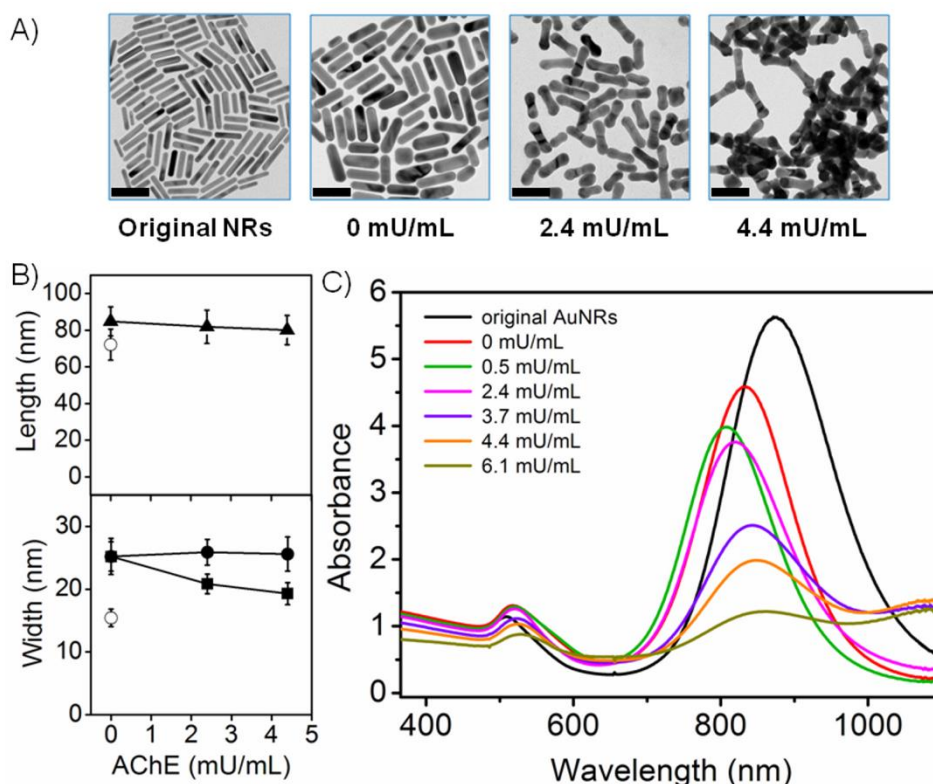 A)
Original NRs
0 mU/mL
2.4 mU/mL
4.4 mU/mL
B)
100
80
60
40
20
0
Length (nm)
30
20
10
0
Width (nm)
0 1 2 3 4 5
AChE (mU/mL)
C)
6
5
4
3
2
1
0
Absorbance
original AuNRs
0 mU/mL
0.5 mU/mL
2.4 mU/mL
3.7 mU/mL
4.4 mU/mL
6.1 mU/mL
400 600 800 1000
Wavelength (nm)